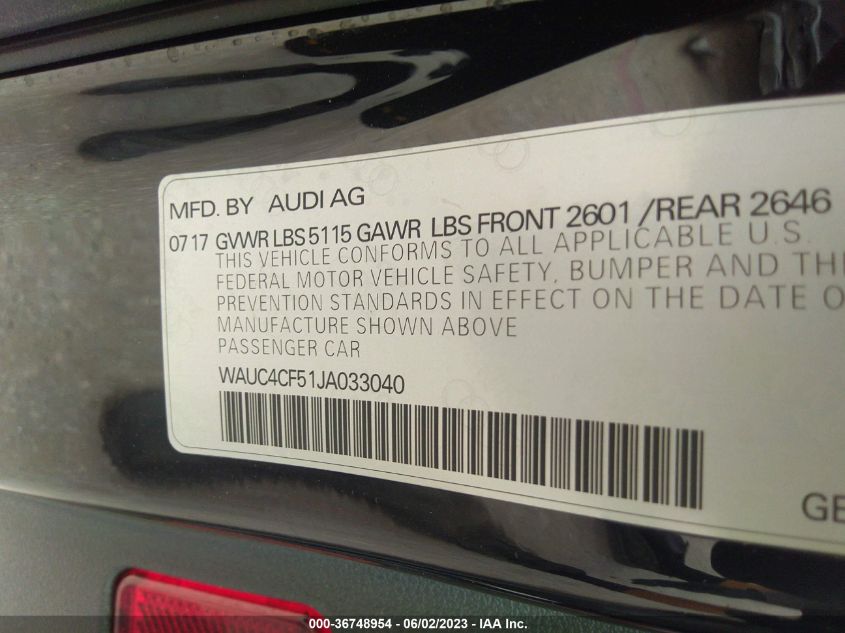 MFD. BY AUDI AG
07 17 GVWR LBS 5115 GAWR LBS FRONT 2601 /REAR 2646
THIS VEHICLE CONFORMS TO ALL APPLICABLE U.S.
FEDERAL MOTOR VEHICLE SAFETY, BUMPER AND THE
PREVENTION STANDARDS IN EFFECT ON THE DATE O
MANUFACTURE SHOWN ABOVE
PASSENGER CAR
WAUC4CF51JA033040
GE
000-36748954 - 06/02/2023 - IAA Inc.